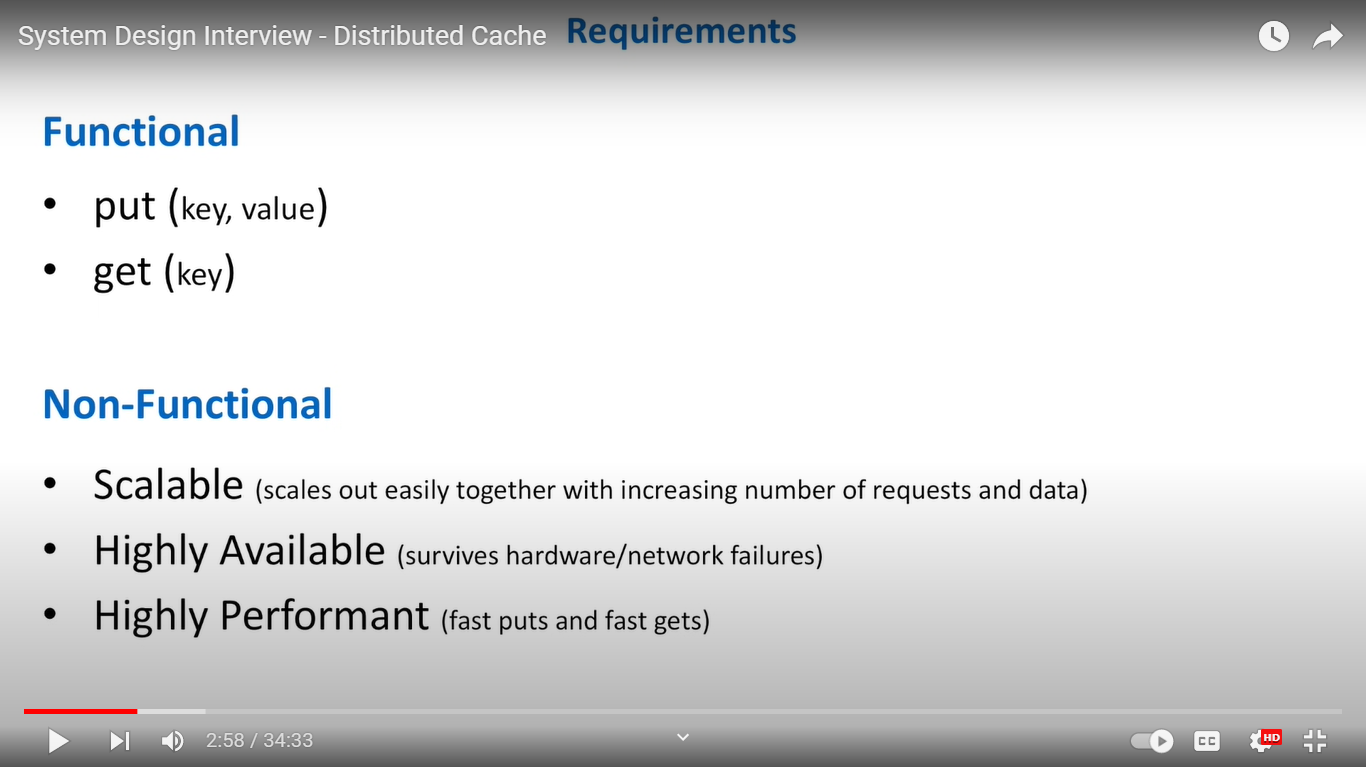 System Design Interview - Distributed Cache
Requirements
Functional
• put (key, value)
• get (key)
Non-Functional
• Scalable (scales out easily together with increasing number of requests and data)
• Highly Available (survives hardware/network failures)
• Highly Performant (fast puts and fast gets)
2:58 / 34:33
CC
HD